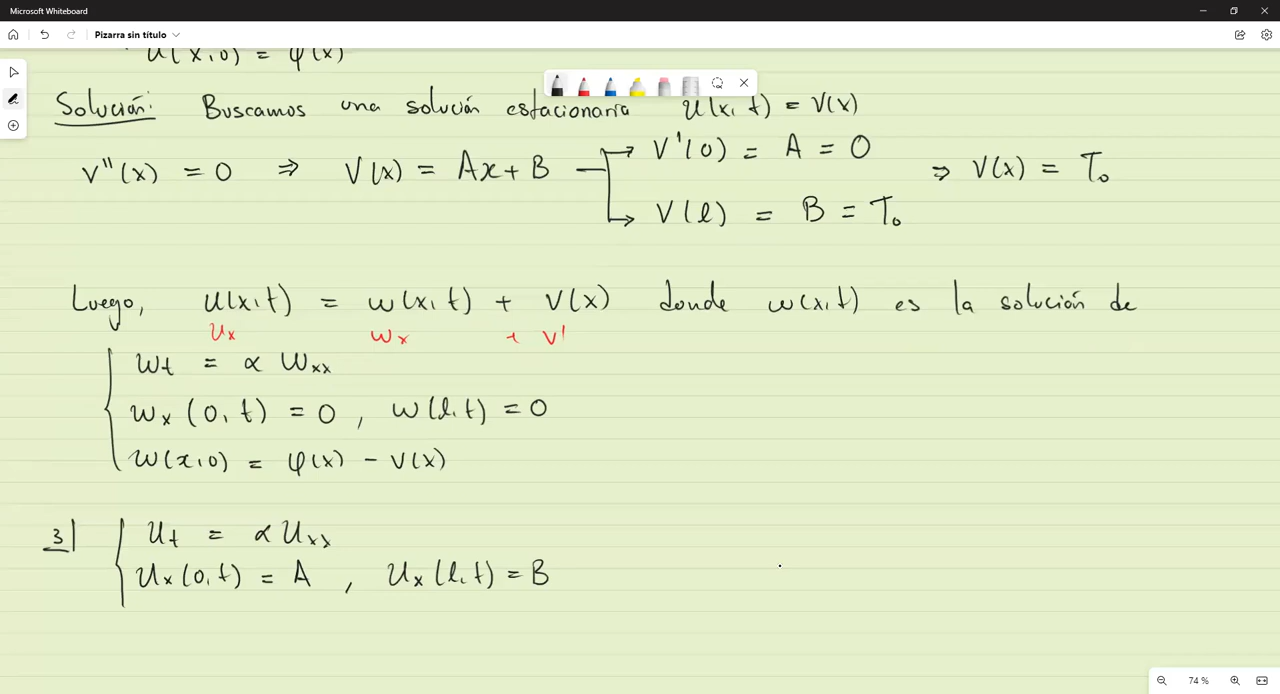 Microsoft Whiteboard
Pizarra sin título
u(x,0) = φ(x)
Solución: Buscamos una solución estacionaria u(x,t) = V(x)
V''(x) = 0 ⇒ V(x) = Ax + B → V'(0) = A = 0 ⇒ V(x) = T₀
→ V(l) = B = T₀
Luego, u(x,t) = w(x,t) + V(x) donde w(x,t) es la solución de
uₓ wₓ + v'
wₜ = α wₓₓ
wₓ(0,t) = 0 , w(l,t) = 0
w(x,0) = φ(x) - V(x)
3| uₜ = α uₓₓ
uₓ(0,t) = A , uₓ(l,t) = B
74 %